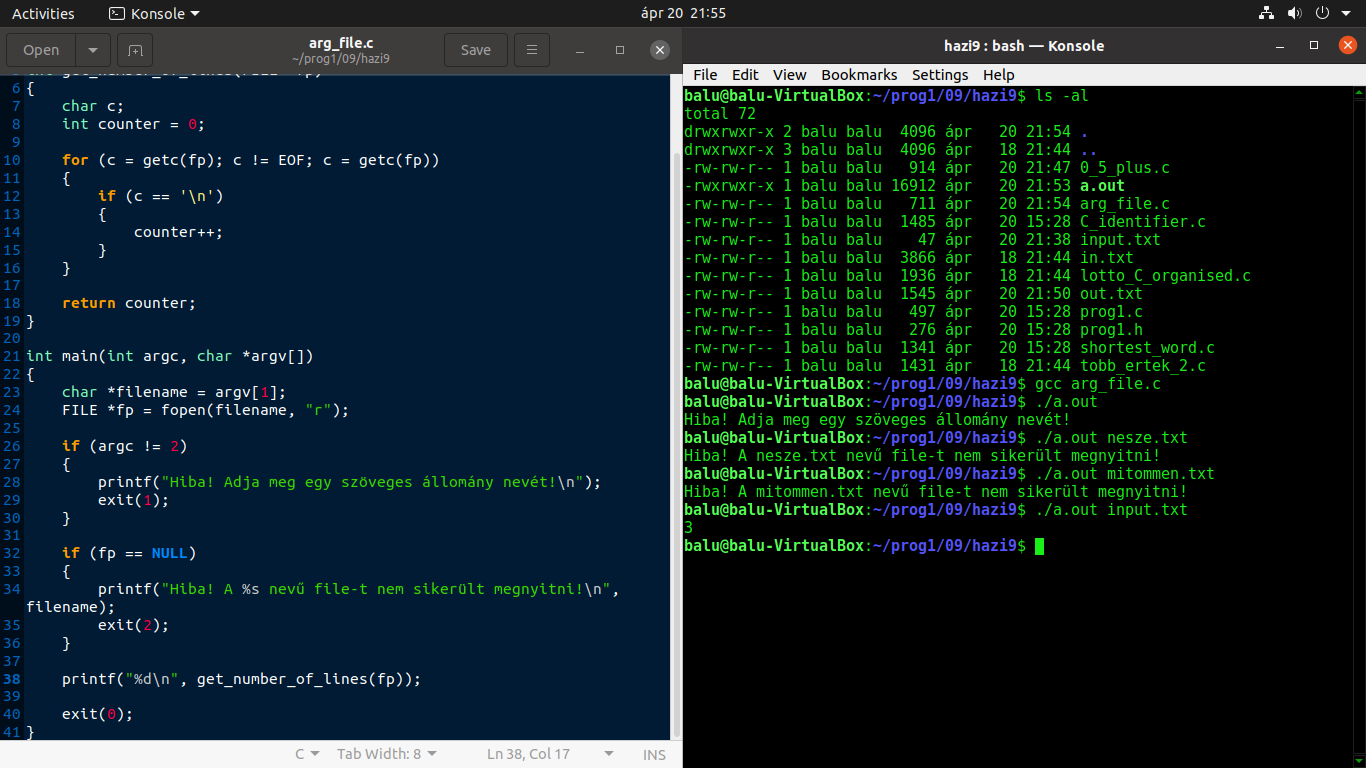 Activities Konsole ápr 20 21:55
Open arg_file.c Save
~/prog1/09/hazi9
6 {
7     char c;
8     int counter = 0;
9
10     for (c = getc(fp); c != EOF; c = getc(fp))
11     {
12         if (c == '\n')
13         {
14             counter++;
15         }
16     }
17
18     return counter;
19 }
20
21 int main(int argc, char *argv[])
22 {
23     char *filename = argv[1];
24     FILE *fp = fopen(filename, "r");
25
26     if (argc != 2)
27     {
28         printf("Hiba! Adja meg egy szöveges állomány nevét!\n");
29         exit(1);
30     }
31
32     if (fp == NULL)
33     {
34         printf("Hiba! A %s nevű file-t nem sikerült megnyitni!\n",
filename);
35         exit(2);
36     }
37
38     printf("%d\n", get_number_of_lines(fp));
39
40     exit(0);
41 }
C Tab Width: 8 Ln 38, Col 17 INS
hazi9 : bash — Konsole
File Edit View Bookmarks Settings Help
balu@balu-VirtualBox:~/prog1/09/hazi9$ ls -al
total 72
drwxrwxr-x 2 balu balu  4096 ápr   20 21:54 .
drwxrwxr-x 3 balu balu  4096 ápr   18 21:44 ..
-rw-rw-r-- 1 balu balu   914 ápr   20 21:47 0_5_plus.c
-rwxrwxr-x 1 balu balu 16912 ápr   20 21:53 a.out
-rw-rw-r-- 1 balu balu   711 ápr   20 21:54 arg_file.c
-rw-rw-r-- 1 balu balu  1485 ápr   20 15:28 C_identifier.c
-rw-rw-r-- 1 balu balu    47 ápr   20 21:38 input.txt
-rw-rw-r-- 1 balu balu  3866 ápr   18 21:44 in.txt
-rw-rw-r-- 1 balu balu  1936 ápr   18 21:44 lotto_C_organised.c
-rw-rw-r-- 1 balu balu  1545 ápr   20 21:50 out.txt
-rw-rw-r-- 1 balu balu   497 ápr   20 15:28 prog1.c
-rw-rw-r-- 1 balu balu   276 ápr   20 15:28 prog1.h
-rw-rw-r-- 1 balu balu  1341 ápr   20 15:28 shortest_word.c
-rw-rw-r-- 1 balu balu  1431 ápr   18 21:44 tobb_ertek_2.c
balu@balu-VirtualBox:~/prog1/09/hazi9$ gcc arg_file.c
balu@balu-VirtualBox:~/prog1/09/hazi9$ ./a.out
Hiba! Adja meg egy szöveges állomány nevét!
balu@balu-VirtualBox:~/prog1/09/hazi9$ ./a.out nesze.txt
Hiba! A nesze.txt nevű file-t nem sikerült megnyitni!
balu@balu-VirtualBox:~/prog1/09/hazi9$ ./a.out mitommen.txt
Hiba! A mitommen.txt nevű file-t nem sikerült megnyitni!
balu@balu-VirtualBox:~/prog1/09/hazi9$ ./a.out input.txt
3
balu@balu-VirtualBox:~/prog1/09/hazi9$